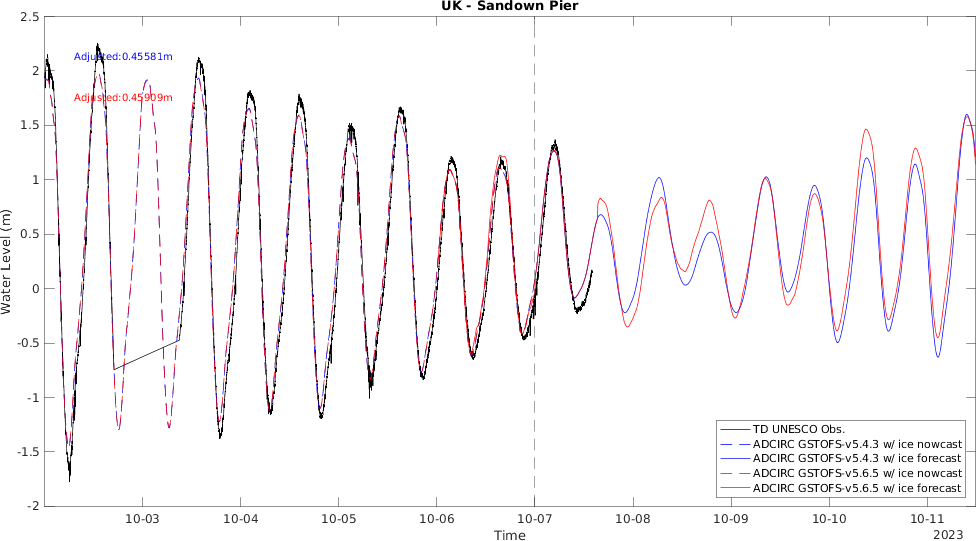 UK - Sandown Pier
2.5
2
1.5
1
0.5
0
-0.5
-1
-1.5
-2
Water Level (m)
Adjusted:0.45581m
Adjusted:0.45909m
TD UNESCO Obs.
ADCIRC GSTOFS-v5.4.3 w/ ice nowcast
ADCIRC GSTOFS-v5.4.3 w/ ice forecast
ADCIRC GSTOFS-v5.6.5 w/ ice nowcast
ADCIRC GSTOFS-v5.6.5 w/ ice forecast
10-03 10-04 10-05 10-06 10-07 10-08 10-09 10-10 10-11
Time
2023